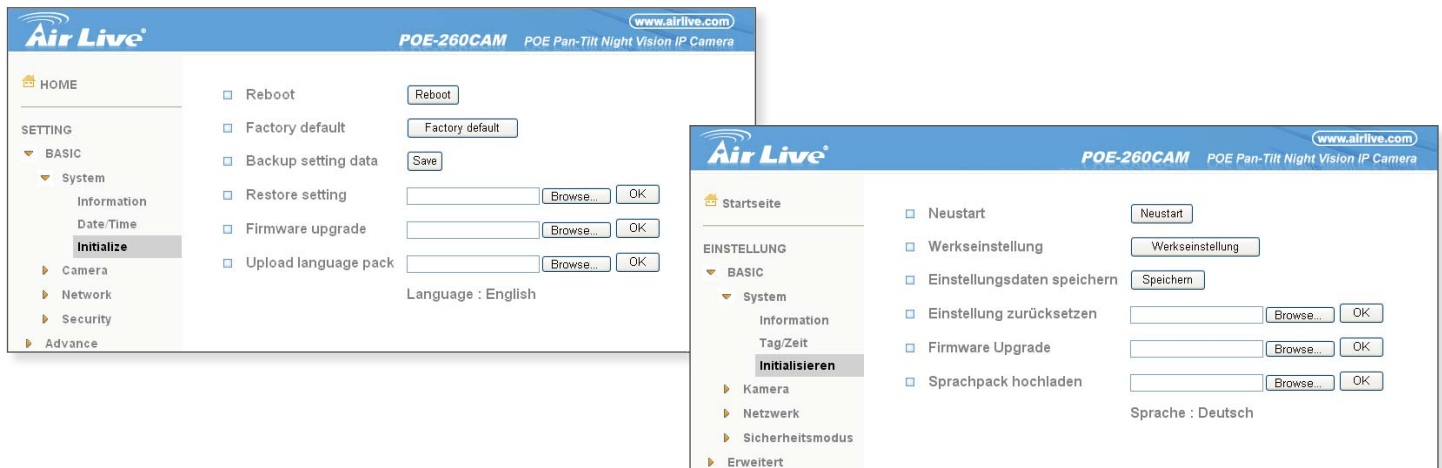 Air Live
www.airlive.com
POE-260CAM POE Pan-Tilt Night Vision IP Camera
HOME
SETTING
BASIC
System
Information
Date/Time
Initialize
Camera
Network
Security
Advance
Reboot Reboot
Factory default Factory default
Backup setting data Save
Restore setting Browse... OK
Firmware upgrade Browse... OK
Upload language pack Browse... OK
Language : English
Air Live
www.airlive.com
POE-260CAM POE Pan-Tilt Night Vision IP Camera
Startseite
EINSTELLUNG
BASIC
System
Information
Tag/Zeit
Initialisieren
Kamera
Netzwerk
Sicherheitsmodus
Erweitert
Neustart Neustart
Werkseinstellung Werkseinstellung
Einstellungsdaten speichern Speichern
Einstellung zurücksetzen Browse... OK
Firmware Upgrade Browse... OK
Sprachpack hochladen Browse... OK
Sprache : Deutsch